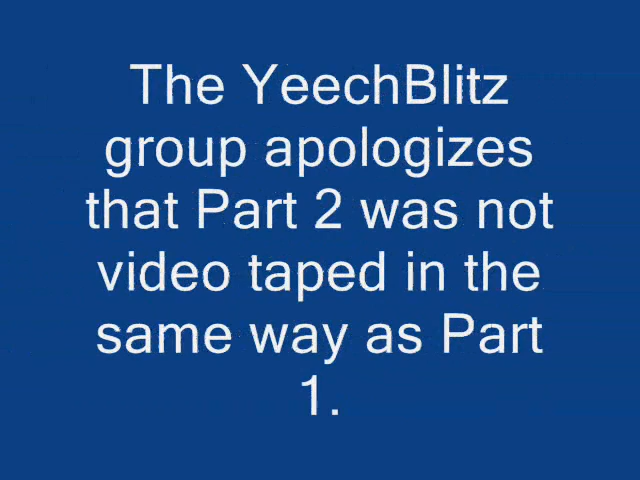 The YeechBlitz
group apologizes
that Part 2 was not
video taped in the
same way as Part
1.